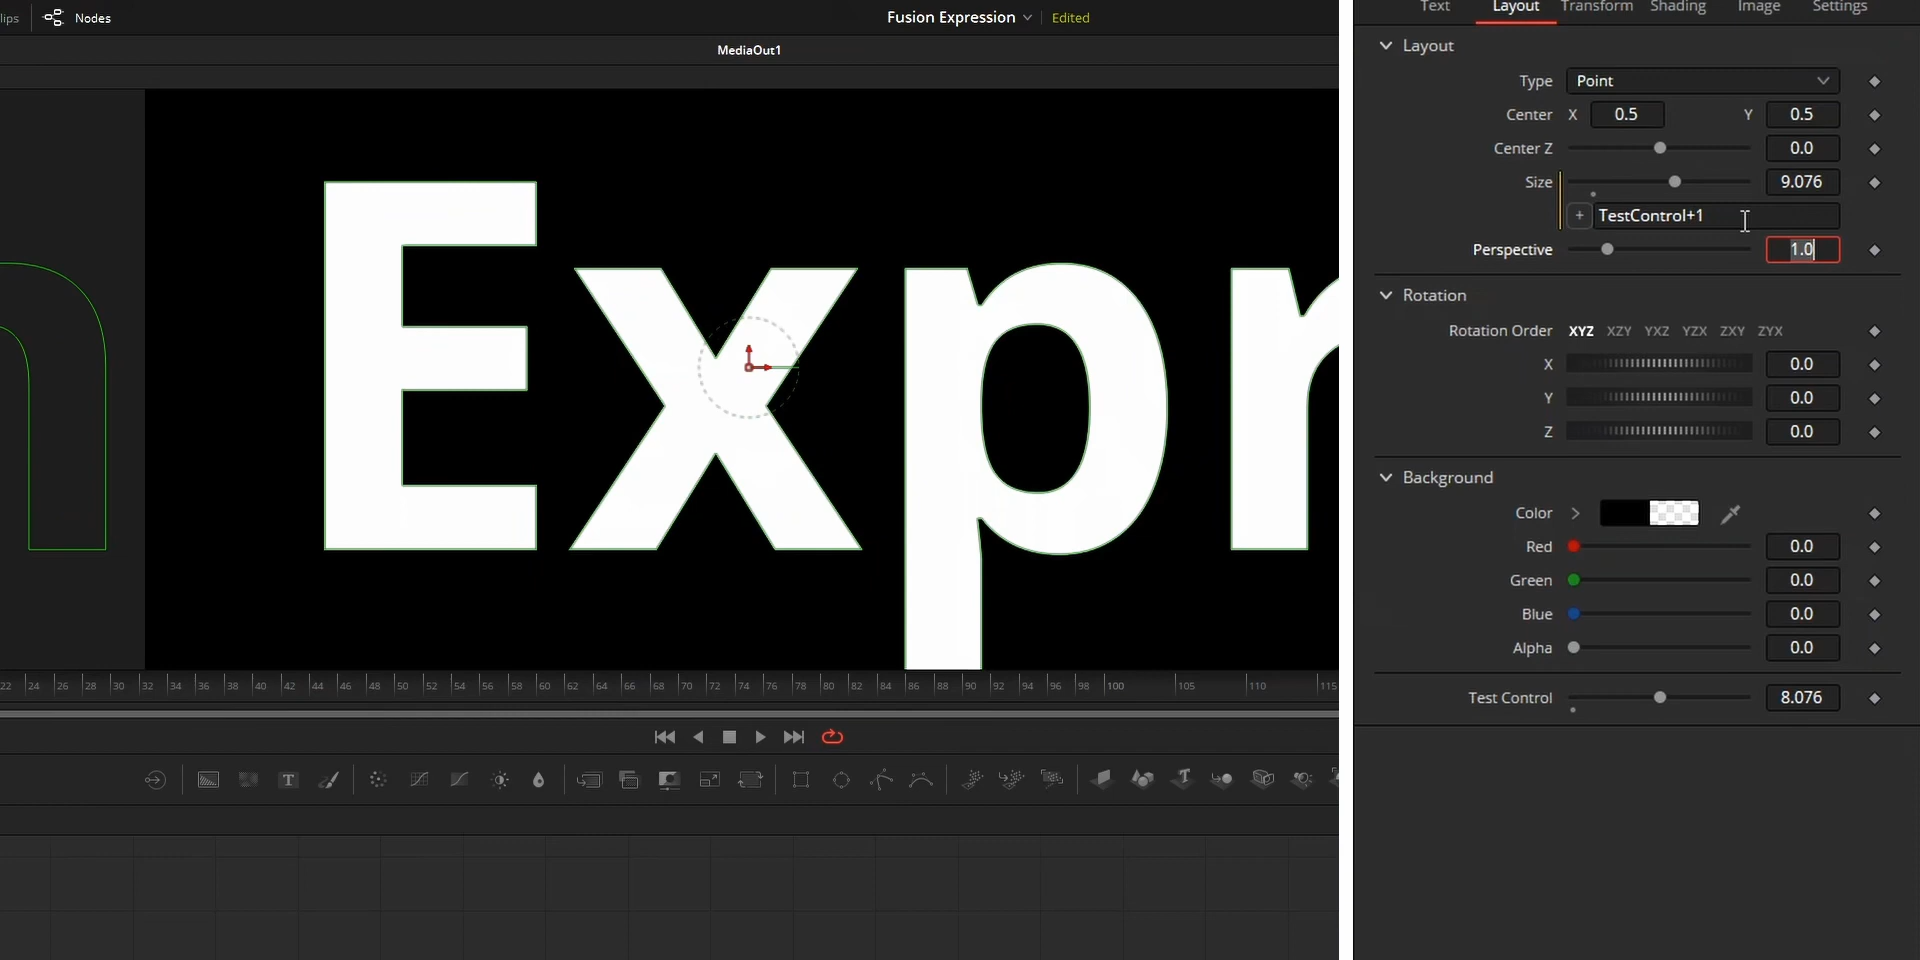 lips
Nodes
Fusion Expression
Edited
MediaOut1
Expr
22 24 26 28 30 32 34 36 38 40 42 44 46 48 50 52 54 56 58 60 62 64 66 68 70 72 74 76 78 80 82 84 86 88 90 92 94 96 98 100 105 110 115
T
Text Layout Transform Shading Image Settings
Layout
Type Point
Center X 0.5 Y 0.5
Center Z 0.0
Size 9.076
+ TestControl+1
Perspective 1.0
Rotation
Rotation Order XYZ XZY YXZ YZX ZXY ZYX
X 0.0
Y 0.0
Z 0.0
Background
Color
Red 0.0
Green 0.0
Blue 0.0
Alpha 0.0
Test Control 8.076